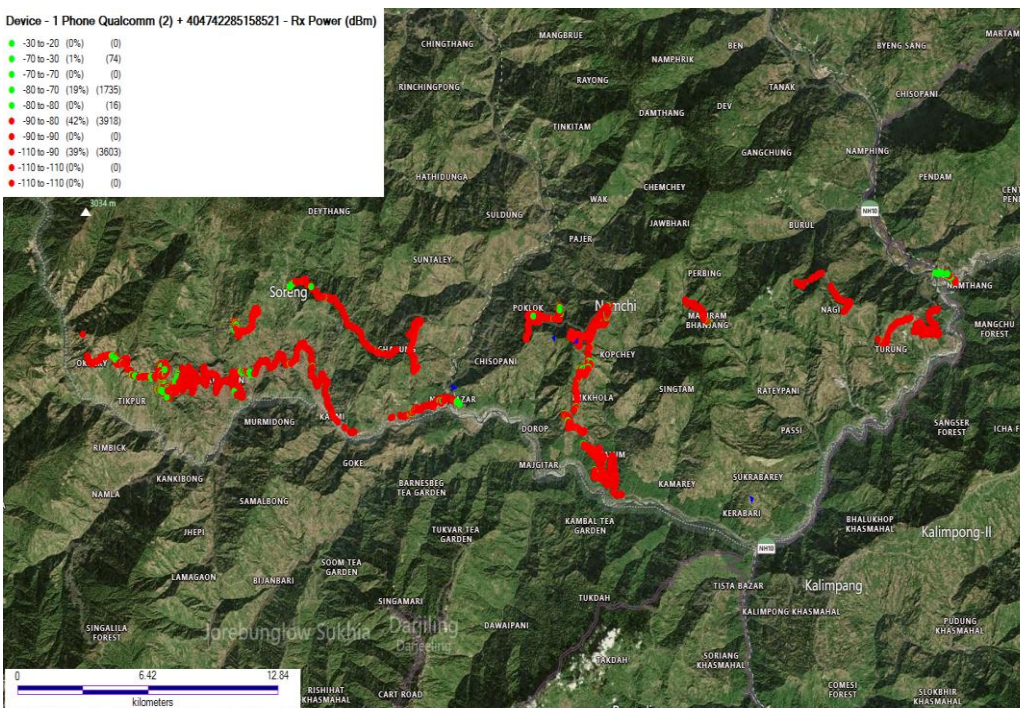 Device - 1 Phone Qualcomm (2) + 404742285158521 - Rx Power (dBm)
-30 to -20 (0%) (0)
-70 to -30 (1%) (74)
-70 to -70 (0%) (0)
-80 to -70 (19%) (1735)
-80 to -80 (0%) (16)
-90 to -80 (42%) (3918)
-90 to -90 (0%) (0)
-110 to -90 (39%) (3603)
-110 to -110 (0%) (0)
-110 to -110 (0%) (0)
MARTAM
MANGBRUE
CHINGTHANG
BEN
BYENG SANG
NAMPHRIK
RAYONG
RINCHINGPONG
TANAK
CHISOPANI
DEV
DAMTHANG
TINKITAM
GANGCHUNG
NAMPHING
HATHIDUNGA
PENDAM
CHEMCHEY
WAK
3034 m
DEYTHANG
SULDUNG
NH10
JAWBHARI
BURUL
PAJER
SUNTALEY
PERBING
NAMTHANG
Soreng
POKLOK
Namchi
NAGI
BHANJANG
MANGCHU
FOREST
TURUNG
KOPCHEY
CHISOPANI
SINGTAM
RATEYPANI
TIKPUR
MURMIDONG
SANGSER
FOREST
DOROP
PASSI
RIMBICK
GOKE
MAJGITAR
KANKIBONG
SUKRABAREY
BARNESBEG
TEA GARDEN
KAMAREY
NAMLA
SAMALBONG
KERABARI
BHALUKHOP
KHASMAHAL
KAMBAL TEA
GARDEN
TUKVAR TEA
GARDEN
JHEPI
Kalimpong-II
NH10
SOOM TEA
GARDEN
LAMAGAON
BIJANBARI
TISTA BAZAR
Kalimpang
TUKDAH
SINGAMARI
KALIMPONG KHASMAHAL
SINGALILA
FOREST
Jorebunglow Sukhia
Darjiling
Darjeeling
DAWAIPANI
PUDUNG
KHASMAHAL
TAKDAH
SORIANG
KHASMAHAL
0 6.42 12.84
kilometers
RISHIHAT
KHASMAHAL
CART ROAD
COMESI
FOREST
SLOKBHIR
KHASMAHAL